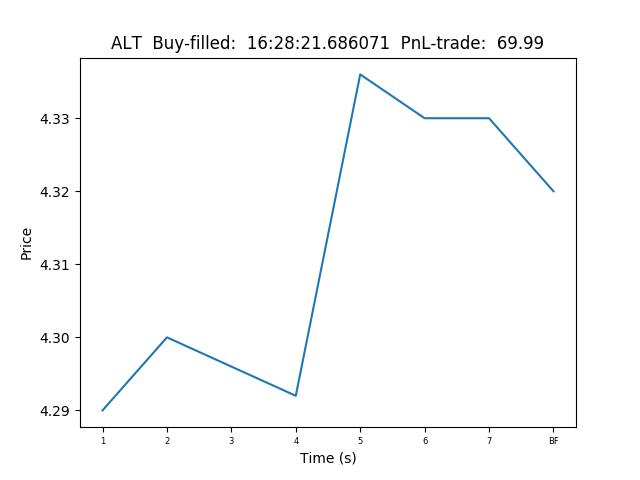 ALT  Buy-filled:  16:28:21.686071  PnL-trade:  69.99
4.33
4.32
4.31
4.30
4.29
Price
1 2 3 4 5 6 7 BF
Time (s)